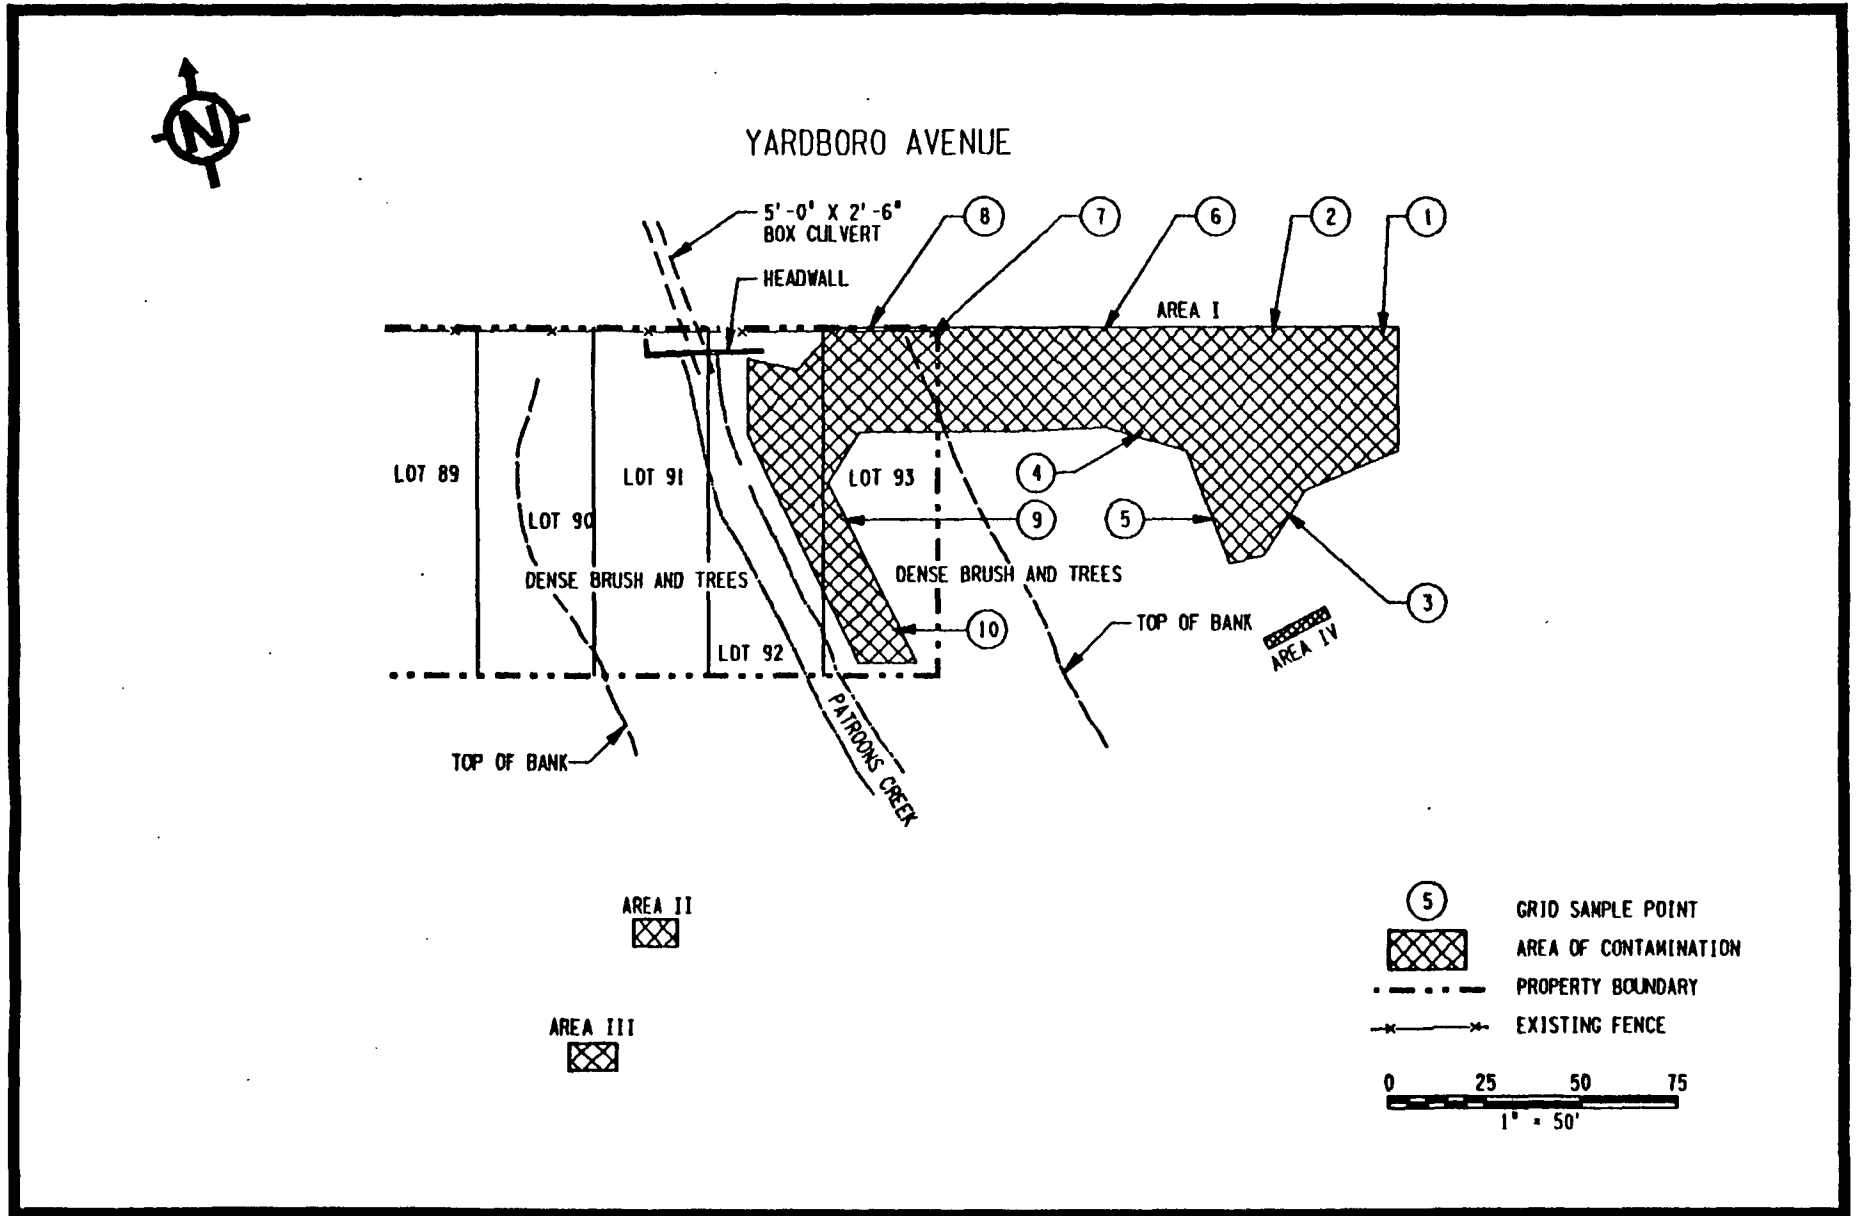 N
YARDBORO AVENUE
5'-0" X 2'-6"
BOX CULVERT
HEADWALL
8
7
6
2
1
AREA I
LOT 89
LOT 90
LOT 91
LOT 93
4
9
5
DENSE BRUSH AND TREES
DENSE BRUSH AND TREES
3
10
TOP OF BANK
AREA IV
LOT 92
PATROONS CREEK
TOP OF BANK
AREA II
AREA III
5
GRID SAMPLE POINT
AREA OF CONTAMINATION
PROPERTY BOUNDARY
EXISTING FENCE
0 25 50 75
1" = 50'